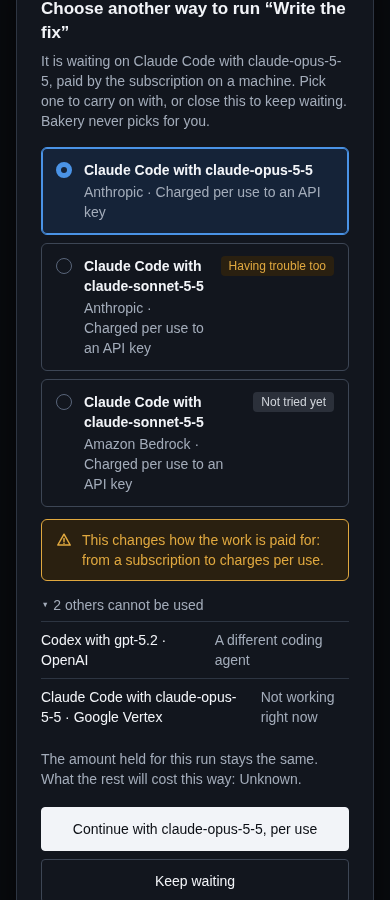 Choose another way to run “Write the
fix”
It is waiting on Claude Code with claude-opus-5-
5, paid by the subscription on a machine. Pick
one to carry on with, or close this to keep waiting.
Bakery never picks for you.
Claude Code with claude-opus-5-5
Anthropic · Charged per use to an API
key
Claude Code with
claude-sonnet-5-5
Having trouble too
Anthropic ·
Charged per use to
an API key
Claude Code with
claude-sonnet-5-5
Not tried yet
Amazon Bedrock ·
Charged per use to an
API key
This changes how the work is paid for:
from a subscription to charges per use.
2 others cannot be used
Codex with gpt-5.2 ·
OpenAI
A different coding
agent
Claude Code with claude-opus-
5-5 · Google Vertex
Not working
right now
The amount held for this run stays the same.
What the rest will cost this way: Unknown.
Continue with claude-opus-5-5, per use
Keep waiting